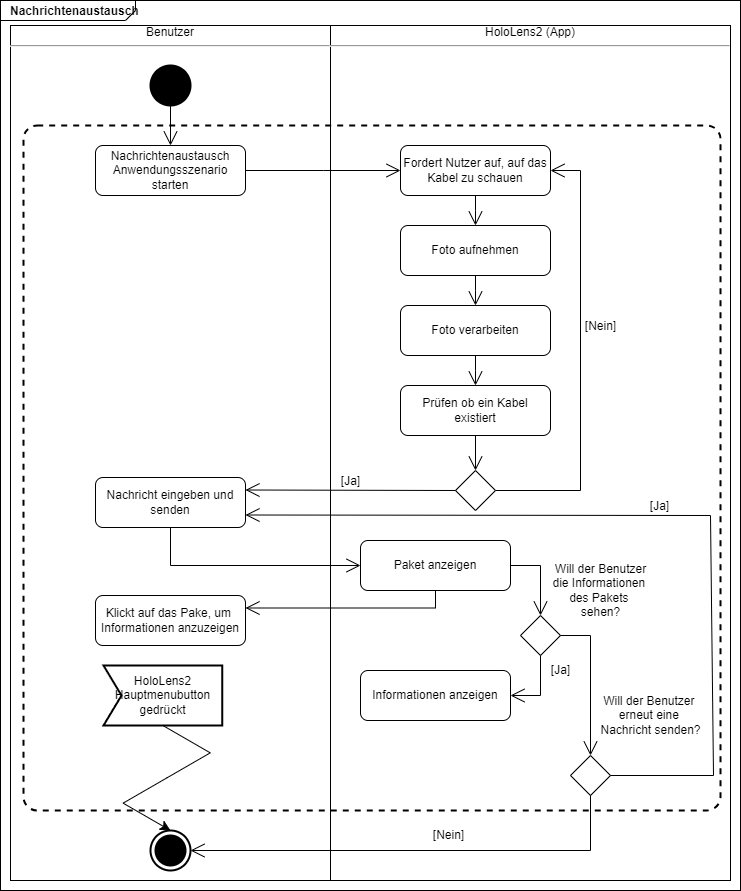 Nachrichtenaustausch
Benutzer
HoloLens2 (App)
Nachrichtenaustausch
Anwendungsszenario
starten
Fordert Nutzer auf, auf das
Kabel zu schauen
Foto aufnehmen
[Nein]
Foto verarbeiten
Prüfen ob ein Kabel
existiert
[Ja]
Nachricht eingeben und
senden
[Ja]
Paket anzeigen
Will der Benutzer
die Informationen
des Pakets
sehen?
Klickt auf das Pake, um
Informationen anzuzeigen
[Ja]
HoloLens2
Hauptmenubutton
gedrückt
Informationen anzeigen
Will der Benutzer
erneut eine
Nachricht senden?
[Nein]